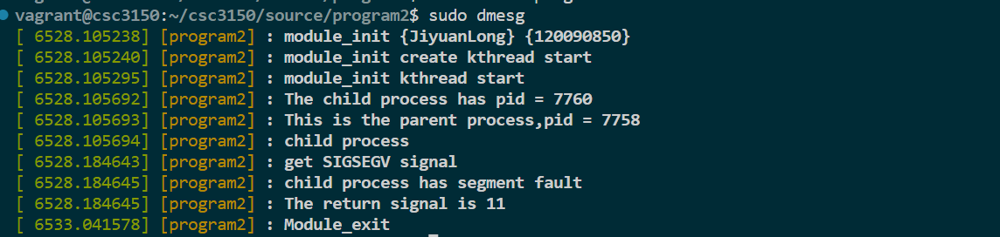 vagrant@csc3150:~/csc3150/source/program2$ sudo dmesg
[ 6528.105238] [program2] : module_init {JiyuanLong} {120090850}
[ 6528.105240] [program2] : module_init create kthread start
[ 6528.105295] [program2] : module_init kthread start
[ 6528.105692] [program2] : The child process has pid = 7760
[ 6528.105693] [program2] : This is the parent process,pid = 7758
[ 6528.105694] [program2] : child process
[ 6528.184643] [program2] : get SIGSEGV signal
[ 6528.184645] [program2] : child process has segment fault
[ 6528.184645] [program2] : The return signal is 11
[ 6533.041578] [program2] : Module_exit